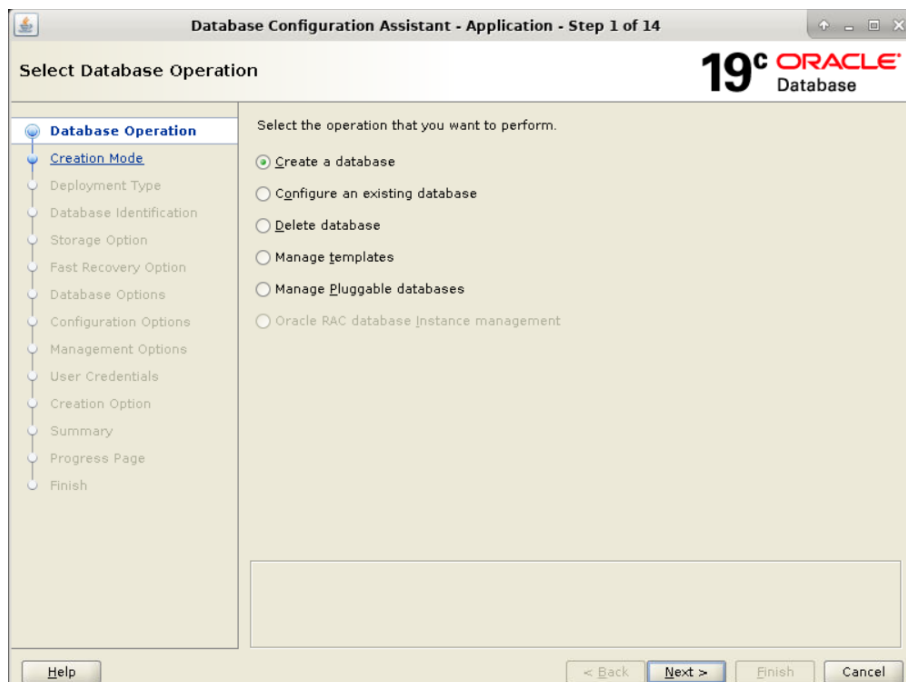 Database Configuration Assistant - Application - Step 1 of 14
Select Database Operation
19c ORACLE
Database
Database Operation
Creation Mode
Deployment Type
Database Identification
Storage Option
Fast Recovery Option
Database Options
Configuration Options
Management Options
User Credentials
Creation Option
Summary
Progress Page
Finish
Select the operation that you want to perform.
Create a database
Configure an existing database
Delete database
Manage templates
Manage Pluggable databases
Oracle RAC database Instance management
Help
< Back
Next >
Finish
Cancel